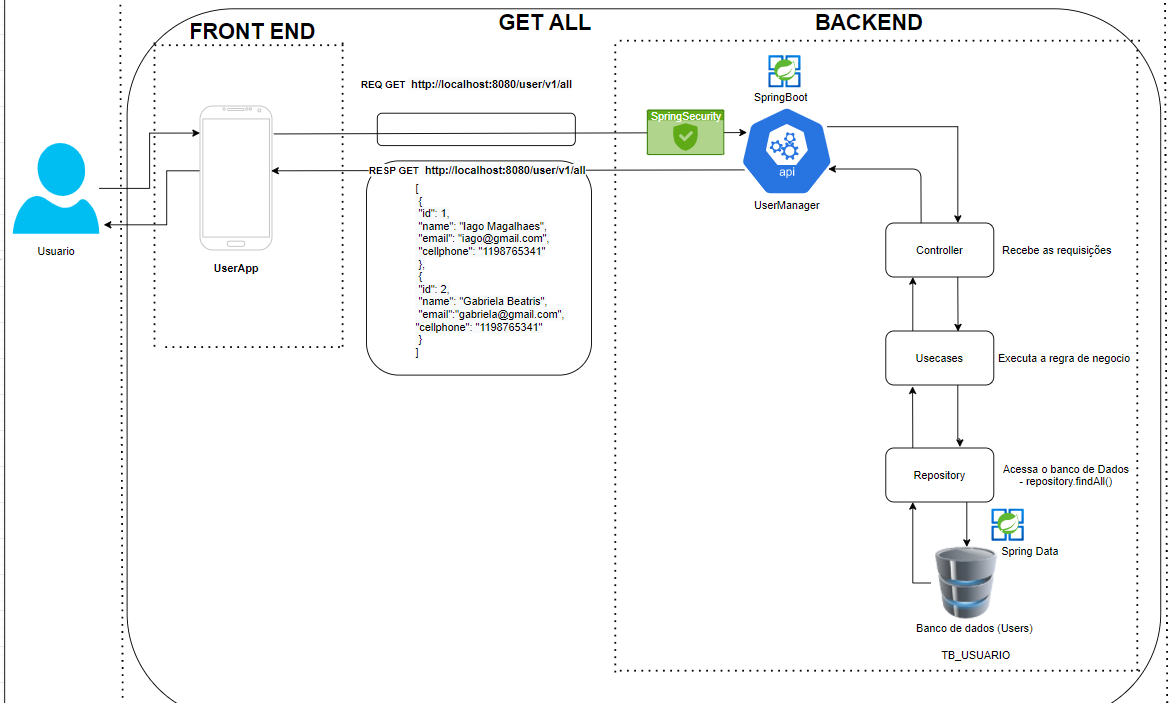 FRONT END
GET ALL
BACKEND
REQ GET  http://localhost:8080/user/v1/all
SpringBoot
SpringSecurity
api
UserManager
RESP GET  http://localhost:8080/user/v1/all
[
{
"id": 1,
"name": "Iago Magalhaes",
"email": "iago@gmail.com",
"cellphone": "1198765341"
},
{
"id": 2,
"name": "Gabriela Beatris",
"email":"gabriela@gmail.com",
"cellphone": "1198765341"
}
]
Usuario
UserApp
Controller
Recebe as requisições
Usecases
Executa a regra de negocio
Repository
Acessa o banco de Dados
- repository.findAll()
Spring Data
Banco de dados (Users)
TB_USUARIO